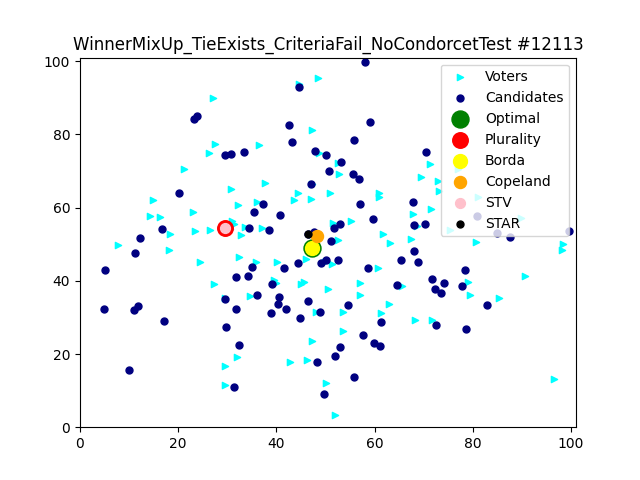 WinnerMixUp_TieExists_CriteriaFail_NoCondorcetTest #12113
100
80
60
40
20
0
0 20 40 60 80 100
Voters
Candidates
Optimal
Plurality
Borda
Copeland
STV
STAR